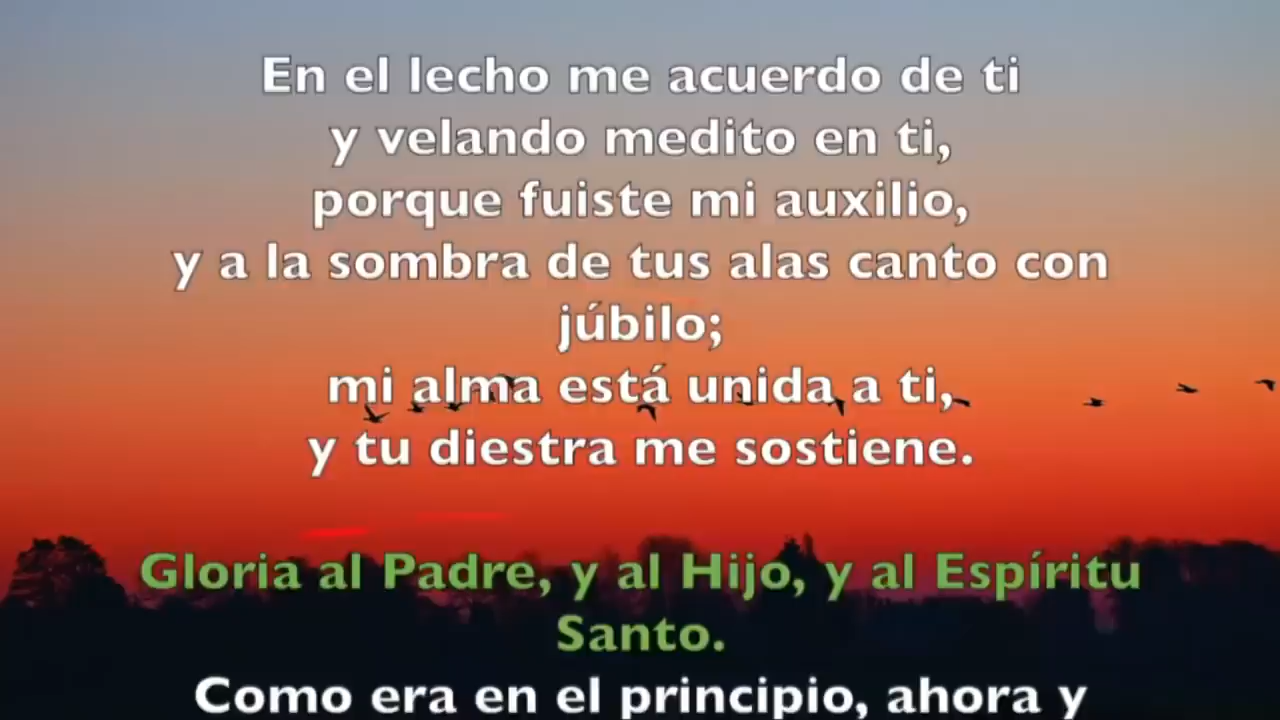 En el lecho me acuerdo de ti
y velando medito en ti,
porque fuiste mi auxilio,
y a la sombra de tus alas canto con
júbilo;
mi alma está unida a ti,
y tu diestra me sostiene.
Gloria al Padre, y al Hijo, y al Espíritu
Santo.
Como era en el principio, ahora y